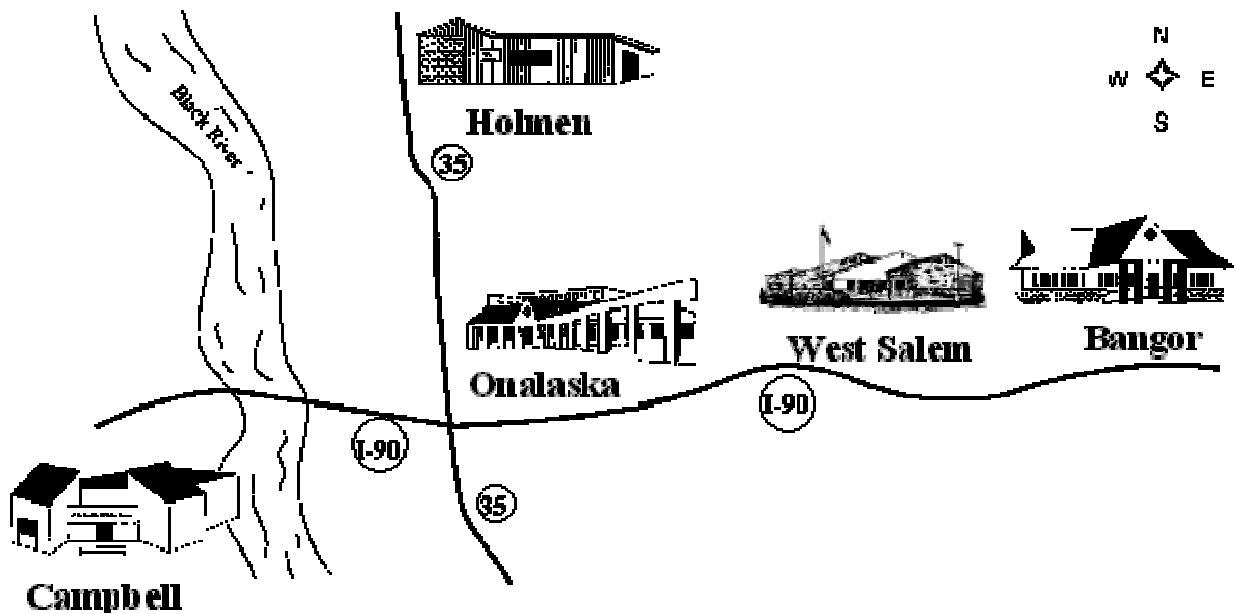 N
W E
S
Black River
Holmen
35
West Salem
Bangor
Onalaska
I-90
I-90
35
Campbell